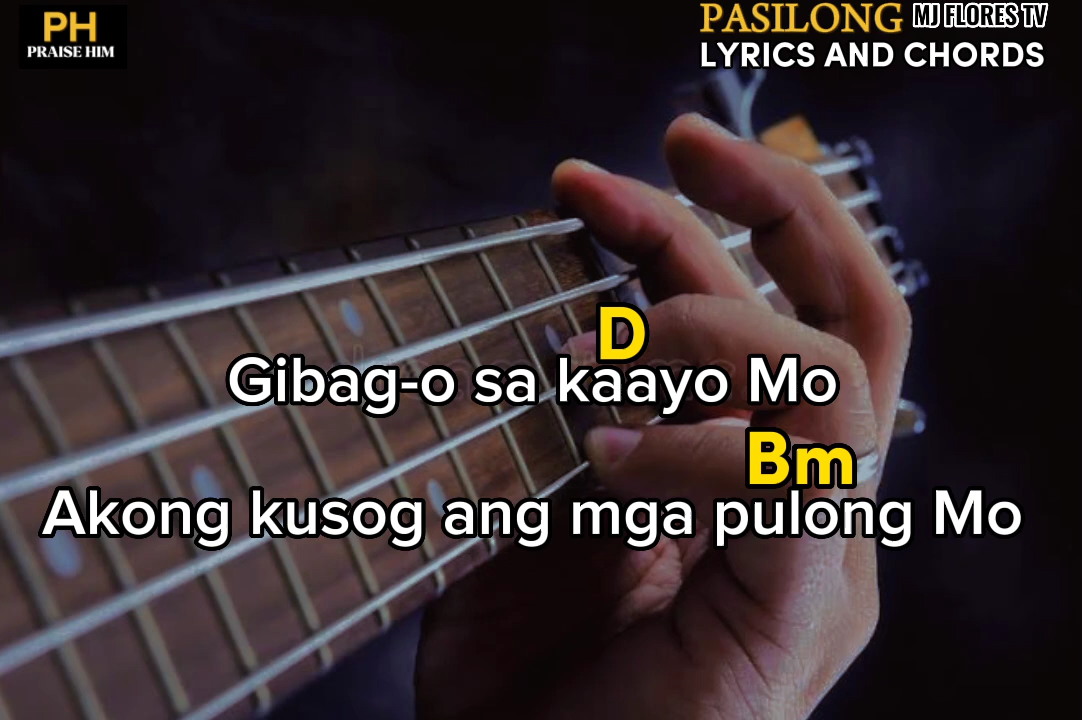 PH
PRAISE HIM
PASILONG MJ FLORES TV
LYRICS AND CHORDS
D
Gibag-o sa kaayo Mo
Bm
Akong kusog ang mga pulong Mo